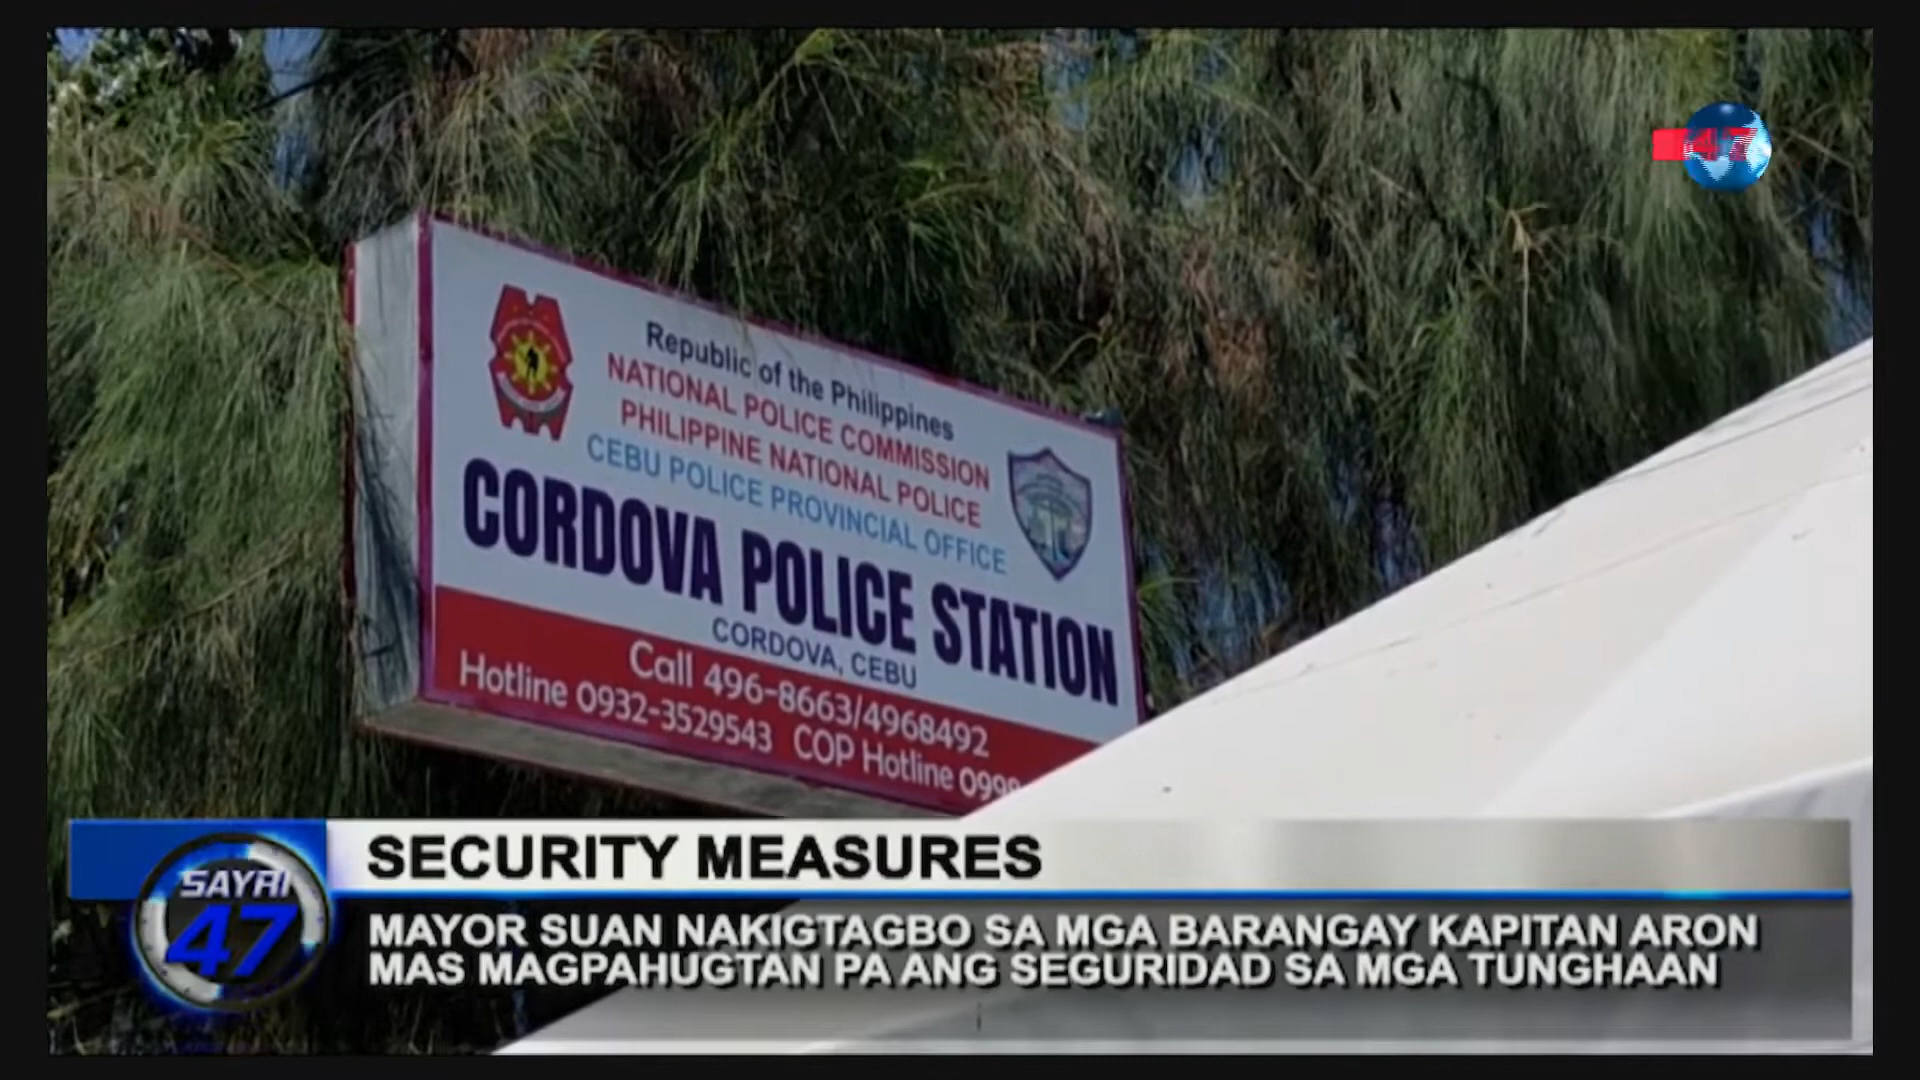 47
Republic of the Philippines
NATIONAL POLICE COMMISSION
PHILIPPINE NATIONAL POLICE
CEBU POLICE PROVINCIAL OFFICE
CORDOVA POLICE STATION
CORDOVA, CEBU
Call 496-8663/4968492
Hotline 0932-3529543 COP Hotline 0998
SAYRI
47
SECURITY MEASURES
MAYOR SUAN NAKIGTAGBO SA MGA BARANGAY KAPITAN ARON
MAS MAGPAHUGTAN PA ANG SEGURIDAD SA MGA TUNGHAAN